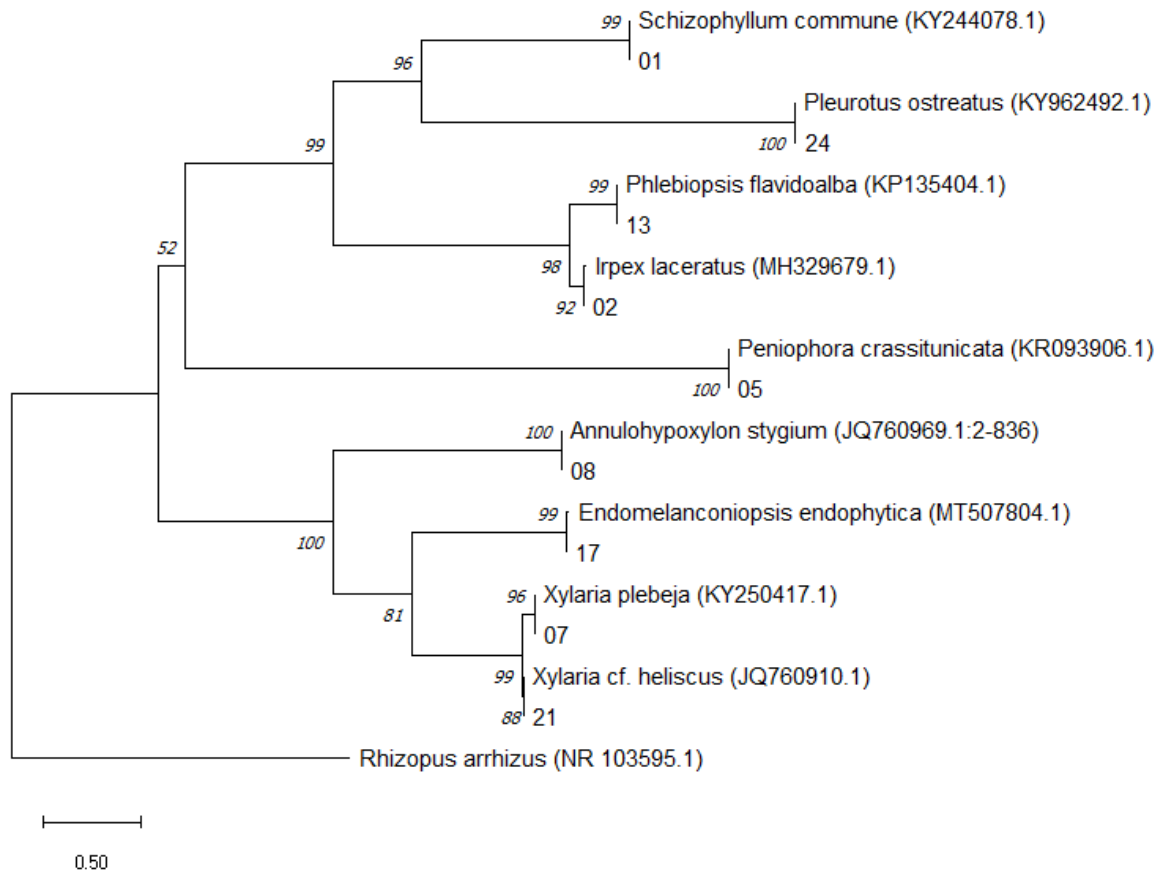 99 Schizophyllum commune (KY244078.1)
01
96
Pleurotus ostreatus (KY962492.1)
100 24
99
99 Phlebiopsis flavidoalba (KP135404.1)
13
52
98 Irpex laceratus (MH329679.1)
92 02
Peniophora crassitunicata (KR093906.1)
100 05
100 Annulohypoxylon stygium (JQ760969.1:2-836)
08
99 Endomelanconiopsis endophytica (MT507804.1)
100 17
96 Xylaria plebeja (KY250417.1)
81 07
99 Xylaria cf. heliscus (JQ760910.1)
88 21
Rhizopus arrhizus (NR 103595.1)
0.50